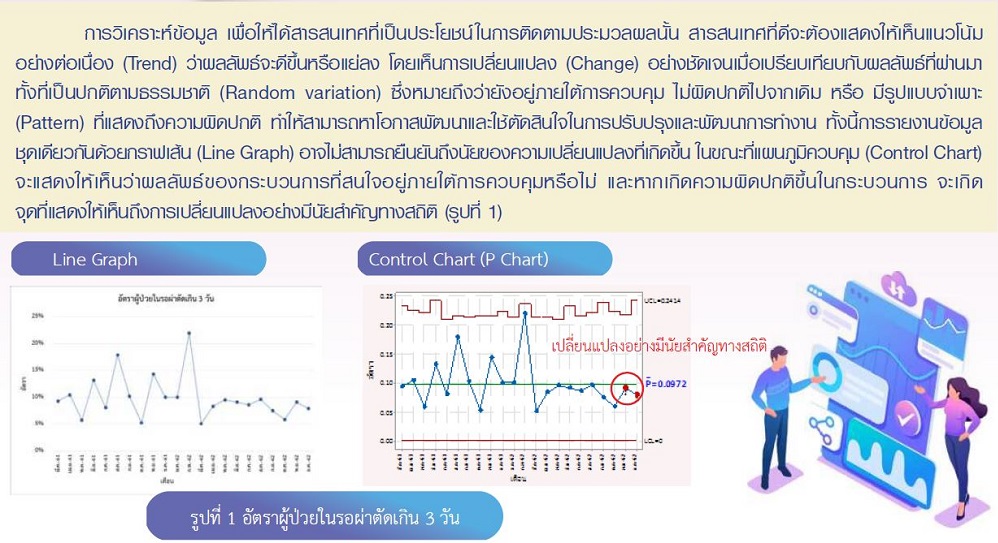 การวิเคราะห์ข้อมูล เพื่อให้ได้สารสนเทศที่เป็นประโยชน์ในการติดตามประมวลผลนั้น สารสนเทศที่ดีจะต้องแสดงให้เห็นแนวโน้ม
อย่างต่อเนื่อง (Trend) ว่าผลลัพธ์จะดีขึ้นหรือแย่ลง โดยเห็นการเปลี่ยนแปลง (Change) อย่างชัดเจนเมื่อเปรียบเทียบกับผลลัพธ์ที่ผ่านมา
ทั้งที่เป็นปกติตามธรรมชาติ (Random variation) ซึ่งหมายถึงว่ายังอยู่ภายใต้การควบคุม ไม่ผิดปกติไปจากเดิม หรือ มีรูปแบบจำเพาะ
(Pattern) ที่แสดงถึงความผิดปกติ ทำให้สามารถหาโอกาสพัฒนาและใช้ตัดสินใจในการปรับปรุงและพัฒนาการทำงาน ทั้งนี้การรายงานข้อมูล
ชุดเดียวกันด้วยกราฟเส้น (Line Graph) อาจไม่สามารถยืนยันถึงนัยของความเปลี่ยนแปลงที่เกิดขึ้น ในขณะที่แผนภูมิควบคุม (Control Chart)
จะแสดงให้เห็นว่าผลลัพธ์ของกระบวนการที่สนใจอยู่ภายใต้การควบคุมหรือไม่ และหากเกิดความผิดปกติขึ้นในกระบวนการ จะเกิด
จุดที่แสดงให้เห็นถึงการเปลี่ยนแปลงอย่างมีนัยสำคัญทางสถิติ (รูปที่ 1)
Line Graph
อัตราผู้ป่วยในรอผ่าตัดเกิน 3 วัน
25%
20%
15%
10%
5%
0%
อัตรา
เดือน
Control Chart (P Chart)
0.25
0.20
0.15
0.10
0.05
0.00
อัตรา
UCL=0.2414
เปลี่ยนแปลงอย่างมีนัยสำคัญทางสถิติ
P̄=0.0972
LCL=0
เดือน
รูปที่ 1 อัตราผู้ป่วยในรอผ่าตัดเกิน 3 วัน